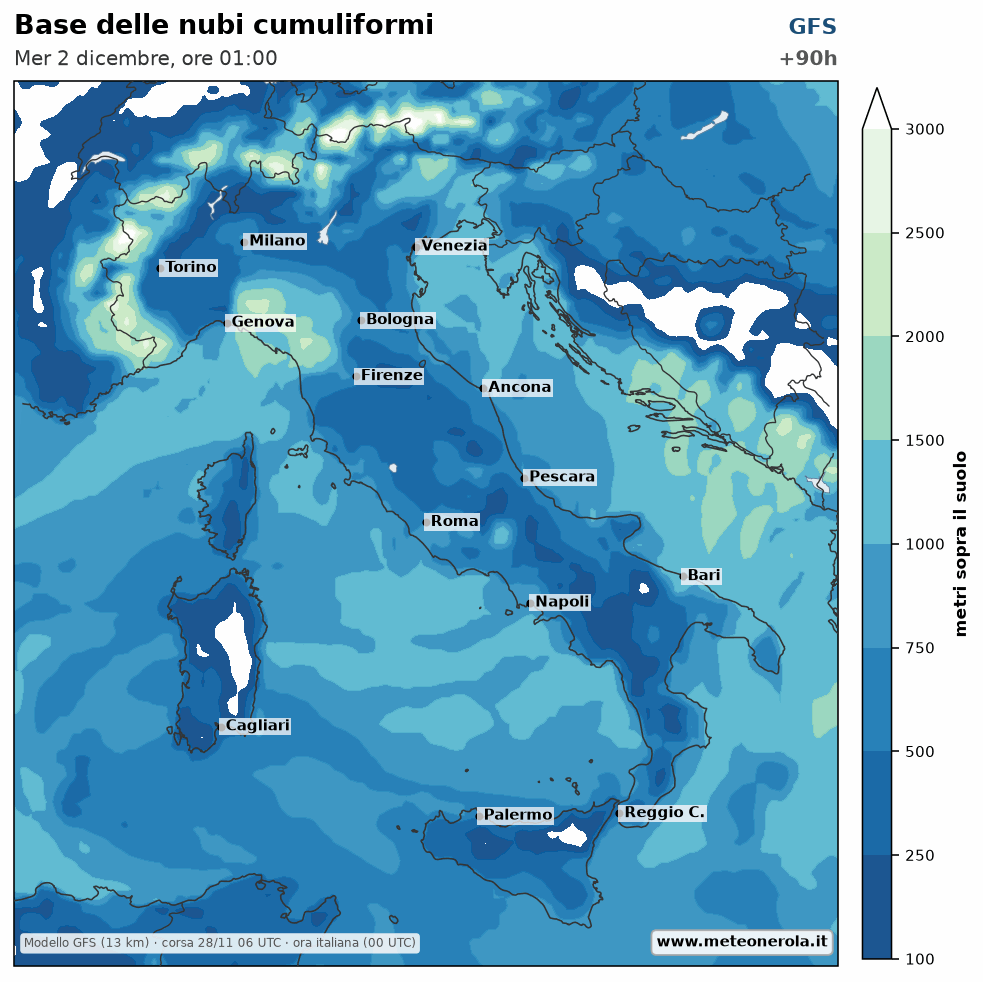 Base delle nubi cumuliformi
GFS
Mer 2 dicembre, ore 01:00
+90h
Milano
Venezia
Torino
Genova
Bologna
Firenze
Ancona
Pescara
Roma
Bari
Napoli
Cagliari
Palermo
Reggio C.
3000
2500
2000
1500
1000
750
500
250
100
metri sopra il suolo
Modello GFS (13 km) · corsa 28/11 06 UTC · ora italiana (00 UTC)
www.meteonerola.it